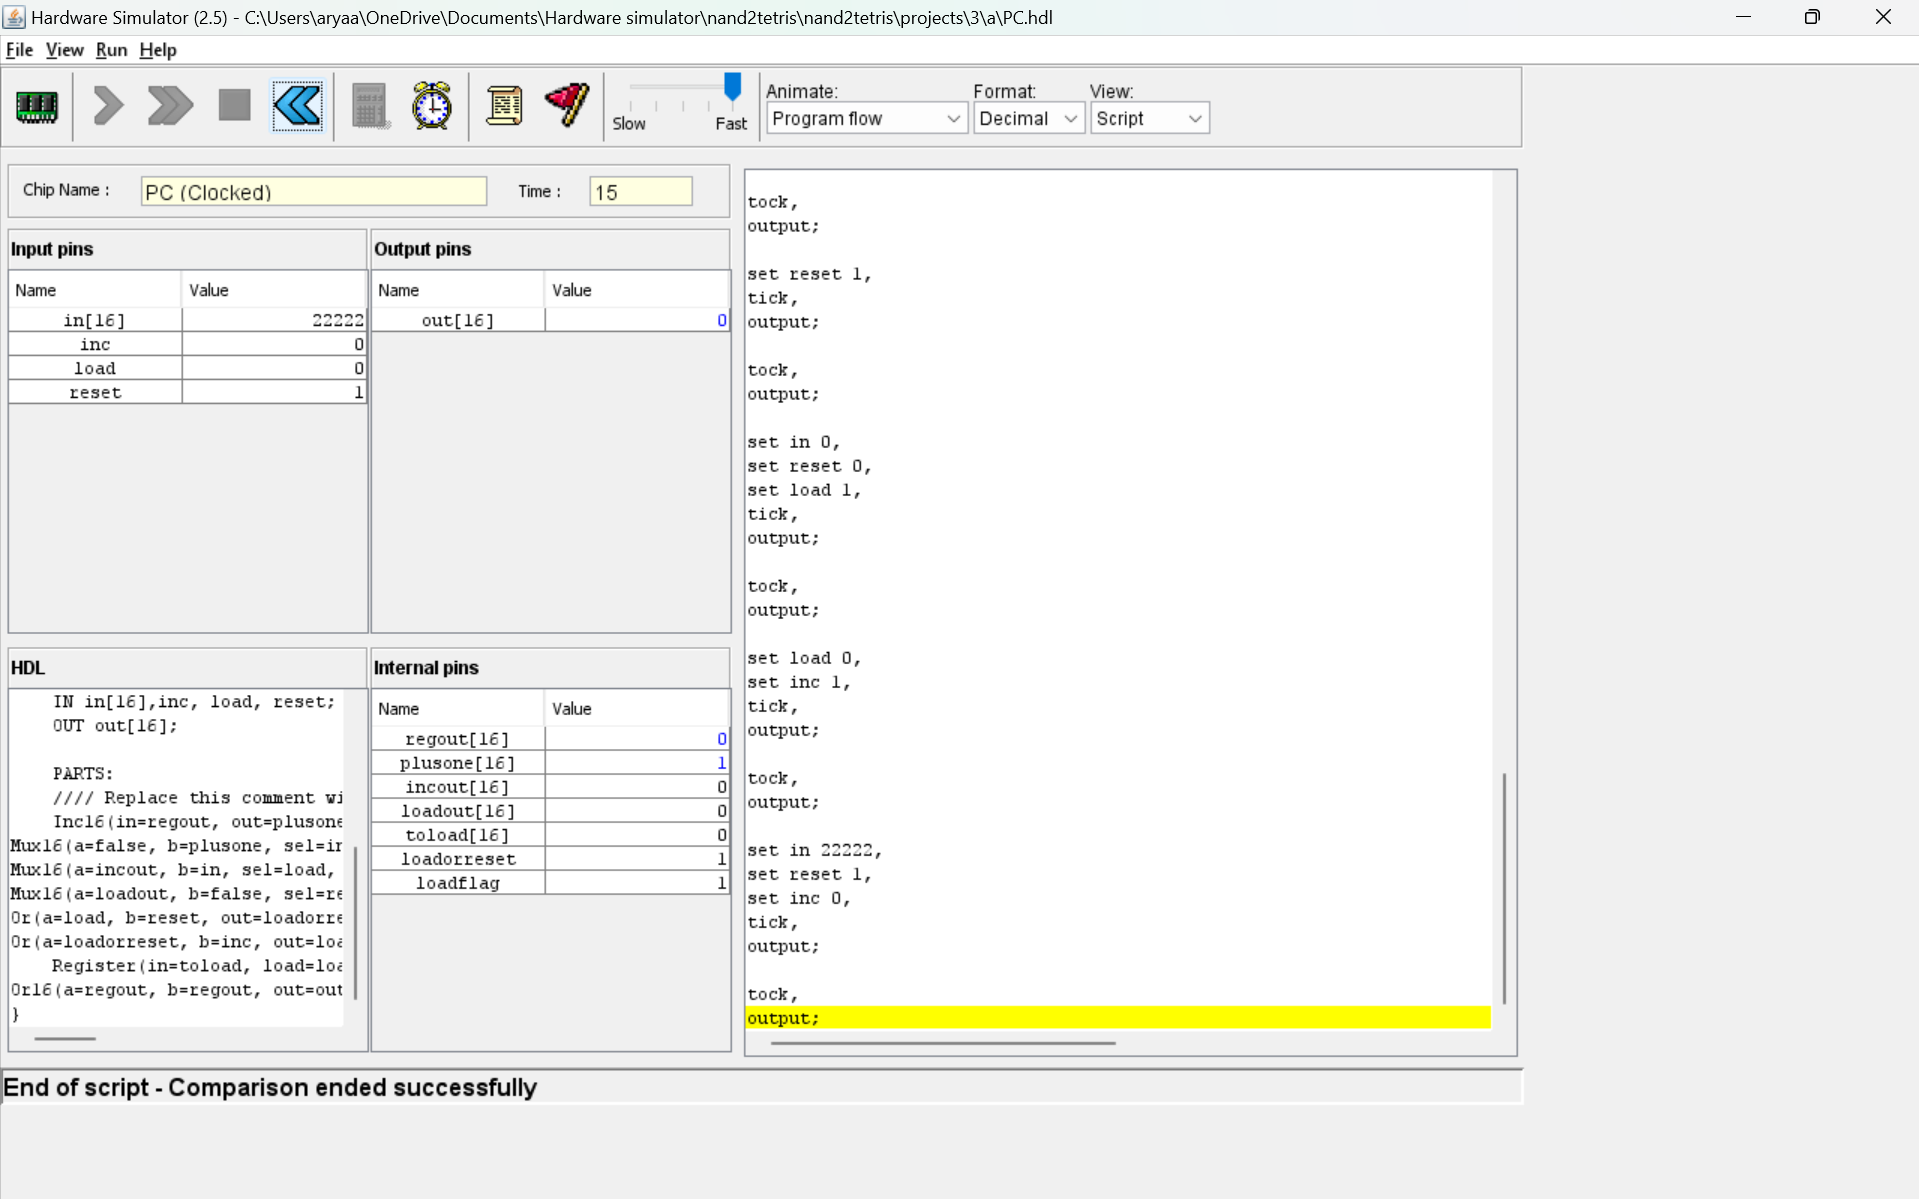 Hardware Simulator (2.5) - C:\Users\aryaa\OneDrive\Documents\Hardware simulator\nand2tetris\nand2tetris\projects\3\a\PC.hdl
File View Run Help
Slow Fast
Animate:
Program flow
Format:
Decimal
View:
Script
Chip Name :
PC (Clocked)
Time :
15
Input pins
Name Value
in[16] 22222
inc 0
load 0
reset 1
Output pins
Name Value
out[16] 0
HDL
IN in[16],inc, load, reset;
OUT out[16];
PARTS:
//// Replace this comment wi
Inc16(in=regout, out=plusone
Mux16(a=false, b=plusone, sel=in
Mux16(a=incout, b=in, sel=load,
Mux16(a=loadout, b=false, sel=re
Or(a=load, b=reset, out=loadorre
Or(a=loadorreset, b=inc, out=loa
Register(in=toload, load=loa
Or16(a=regout, b=regout, out=out
}
Internal pins
Name Value
regout[16] 0
plusone[16] 1
incout[16] 0
loadout[16] 0
toload[16] 0
loadorreset 1
loadflag 1
tock,
output;
set reset 1,
tick,
output;
tock,
output;
set in 0,
set reset 0,
set load 1,
tick,
output;
tock,
output;
set load 0,
set inc 1,
tick,
output;
tock,
output;
set in 22222,
set reset 1,
set inc 0,
tick,
output;
tock,
output;
End of script - Comparison ended successfully